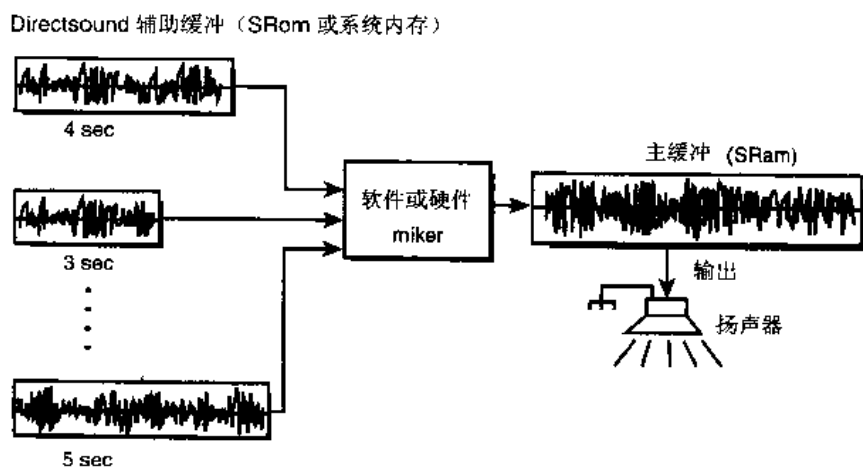 Directsound 辅助缓冲（SRom 或系统内存）
4 sec
3 sec
5 sec
软件或硬件
miker
主缓冲 (SRam)
输出
扬声器